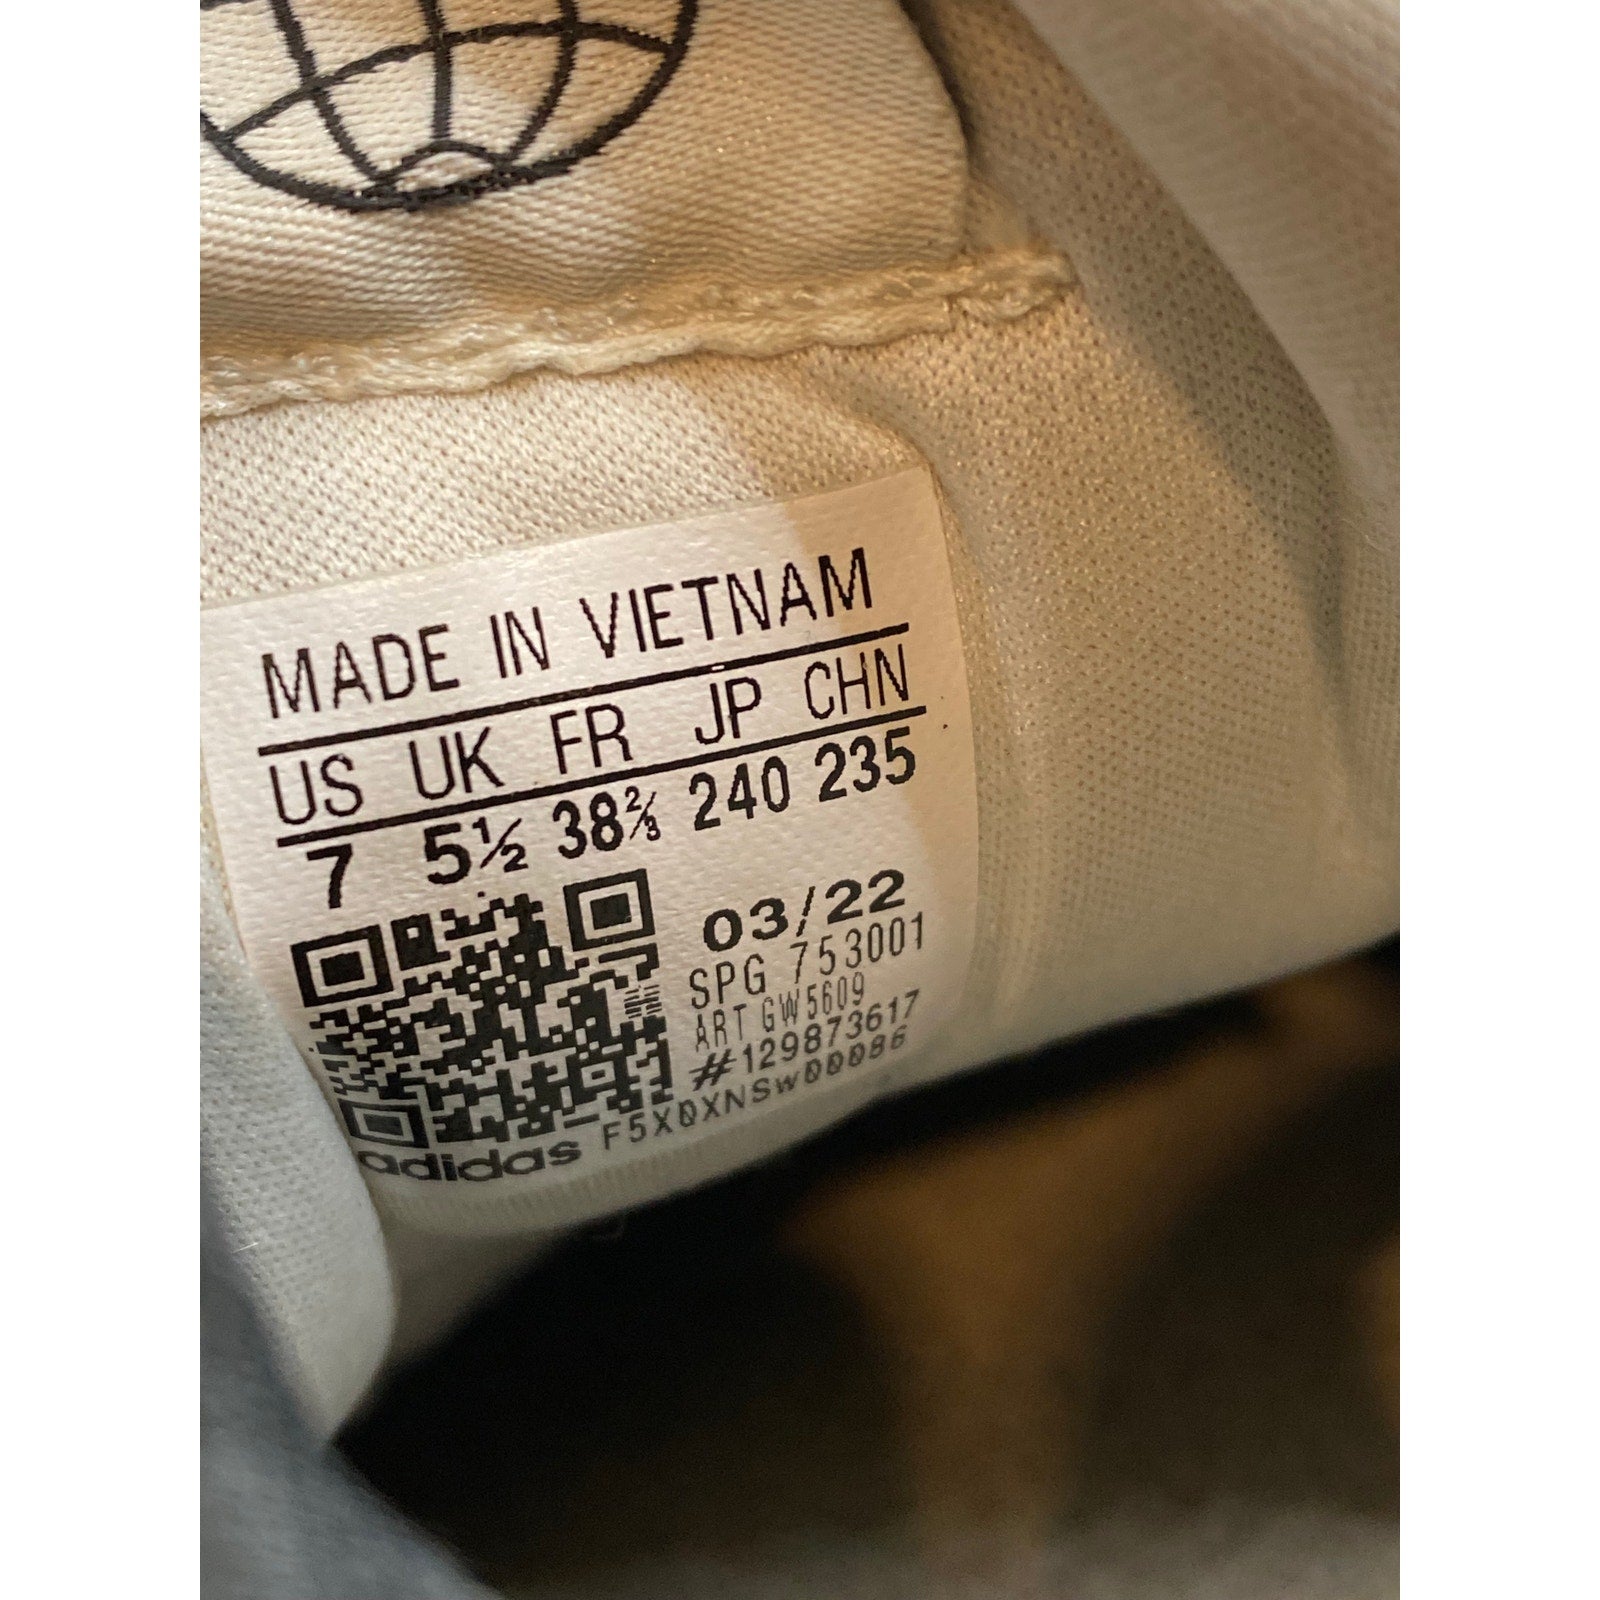 MADE IN VIETNAM
US UK FR JP CHN
7 5½ 38⅔ 240 235
03/22
SPG 753001
ART GW5609
#129873617
adidas F5X0XNSW00086